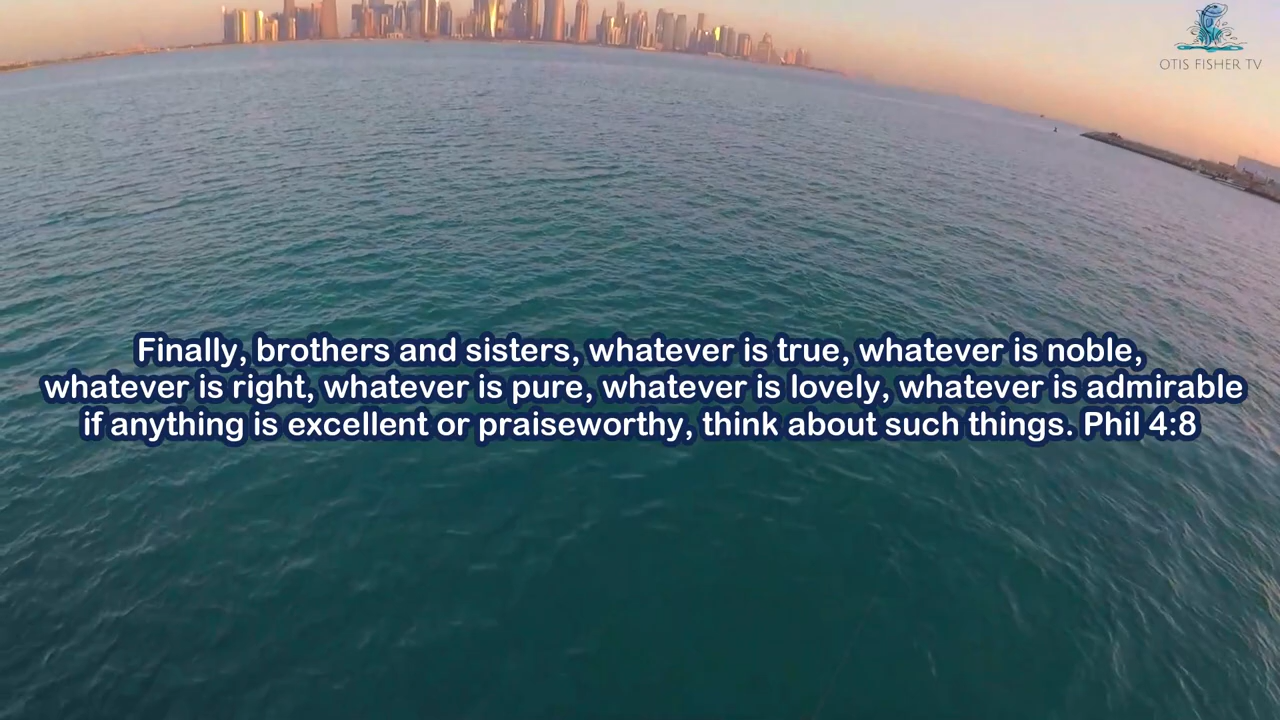 OTIS FISHER TV
Finally, brothers and sisters, whatever is true, whatever is noble,
whatever is right, whatever is pure, whatever is lovely, whatever is admirable
if anything is excellent or praiseworthy, think about such things. Phil 4:8